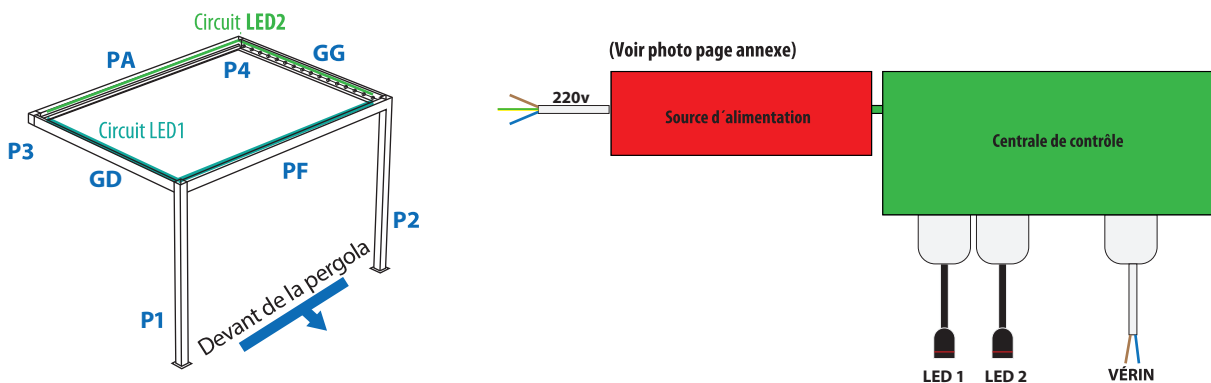 Circuit LED2
PA
GG
P4
Circuit LED1
P3
GD
PF
P2
P1
Devant de la pergola
(Voir photo page annexe)
220v
Source d´alimentation
Centrale de contrôle
LED 1
LED 2
VÉRIN